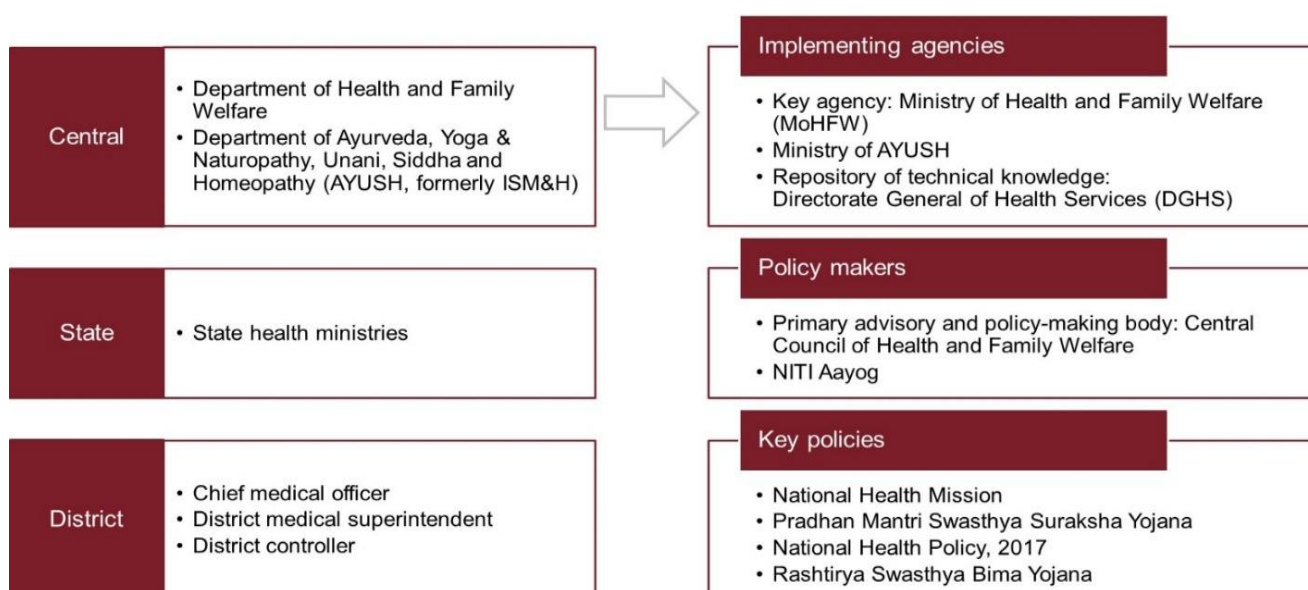 Central
• Department of Health and Family
Welfare
• Department of Ayurveda, Yoga &
Naturopathy, Unani, Siddha and
Homeopathy (AYUSH, formerly ISM&H)
Implementing agencies
• Key agency: Ministry of Health and Family Welfare
(MoHFW)
• Ministry of AYUSH
• Repository of technical knowledge:
Directorate General of Health Services (DGHS)
State
• State health ministries
Policy makers
• Primary advisory and policy-making body: Central
Council of Health and Family Welfare
• NITI Aayog
District
• Chief medical officer
• District medical superintendent
• District controller
Key policies
• National Health Mission
• Pradhan Mantri Swasthya Suraksha Yojana
• National Health Policy, 2017
• Rashtirya Swasthya Bima Yojana